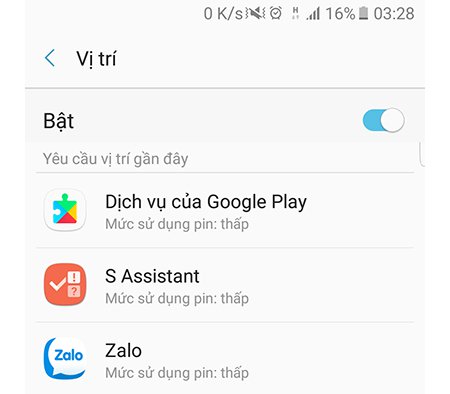 0 K/s 16% 03:28
Vị trí
Bật
Yêu cầu vị trí gần đây
Dịch vụ của Google Play
Mức sử dụng pin: thấp
S Assistant
Mức sử dụng pin: thấp
Zalo
Zalo
Mức sử dụng pin: thấp